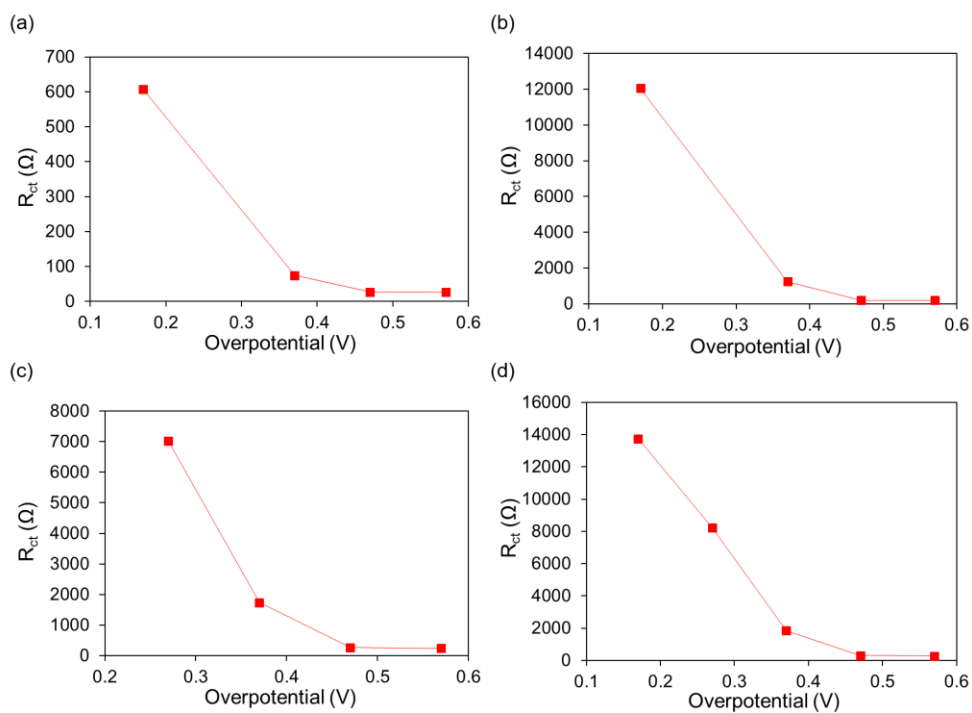 (a)
700
600
500
400
300
200
100
0
R_ct (Ω)
0.1 0.2 0.3 0.4 0.5 0.6
Overpotential (V)
(b)
14000
12000
10000
8000
6000
4000
2000
0
R_ct (Ω)
0.1 0.2 0.3 0.4 0.5 0.6
Overpotential (V)
(c)
8000
7000
6000
5000
4000
3000
2000
1000
0
R_ct (Ω)
0.2 0.3 0.4 0.5 0.6
Overpotential (V)
(d)
16000
14000
12000
10000
8000
6000
4000
2000
0
R_ct (Ω)
0.1 0.2 0.3 0.4 0.5 0.6
Overpotential (V)